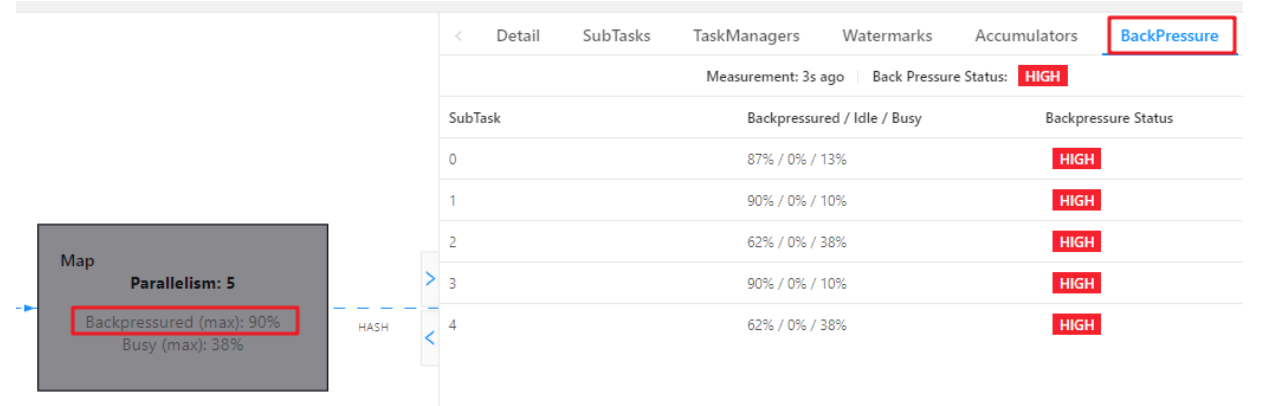 < Detail SubTasks TaskManagers Watermarks Accumulators BackPressure
Measurement: 3s ago Back Pressure Status: HIGH
SubTask Backpressured / Idle / Busy Backpressure Status
0 87% / 0% / 13% HIGH
1 90% / 0% / 10% HIGH
2 62% / 0% / 38% HIGH
3 90% / 0% / 10% HIGH
4 62% / 0% / 38% HIGH
Map
Parallelism: 5
Backpressured (max): 90%
Busy (max): 38%
HASH